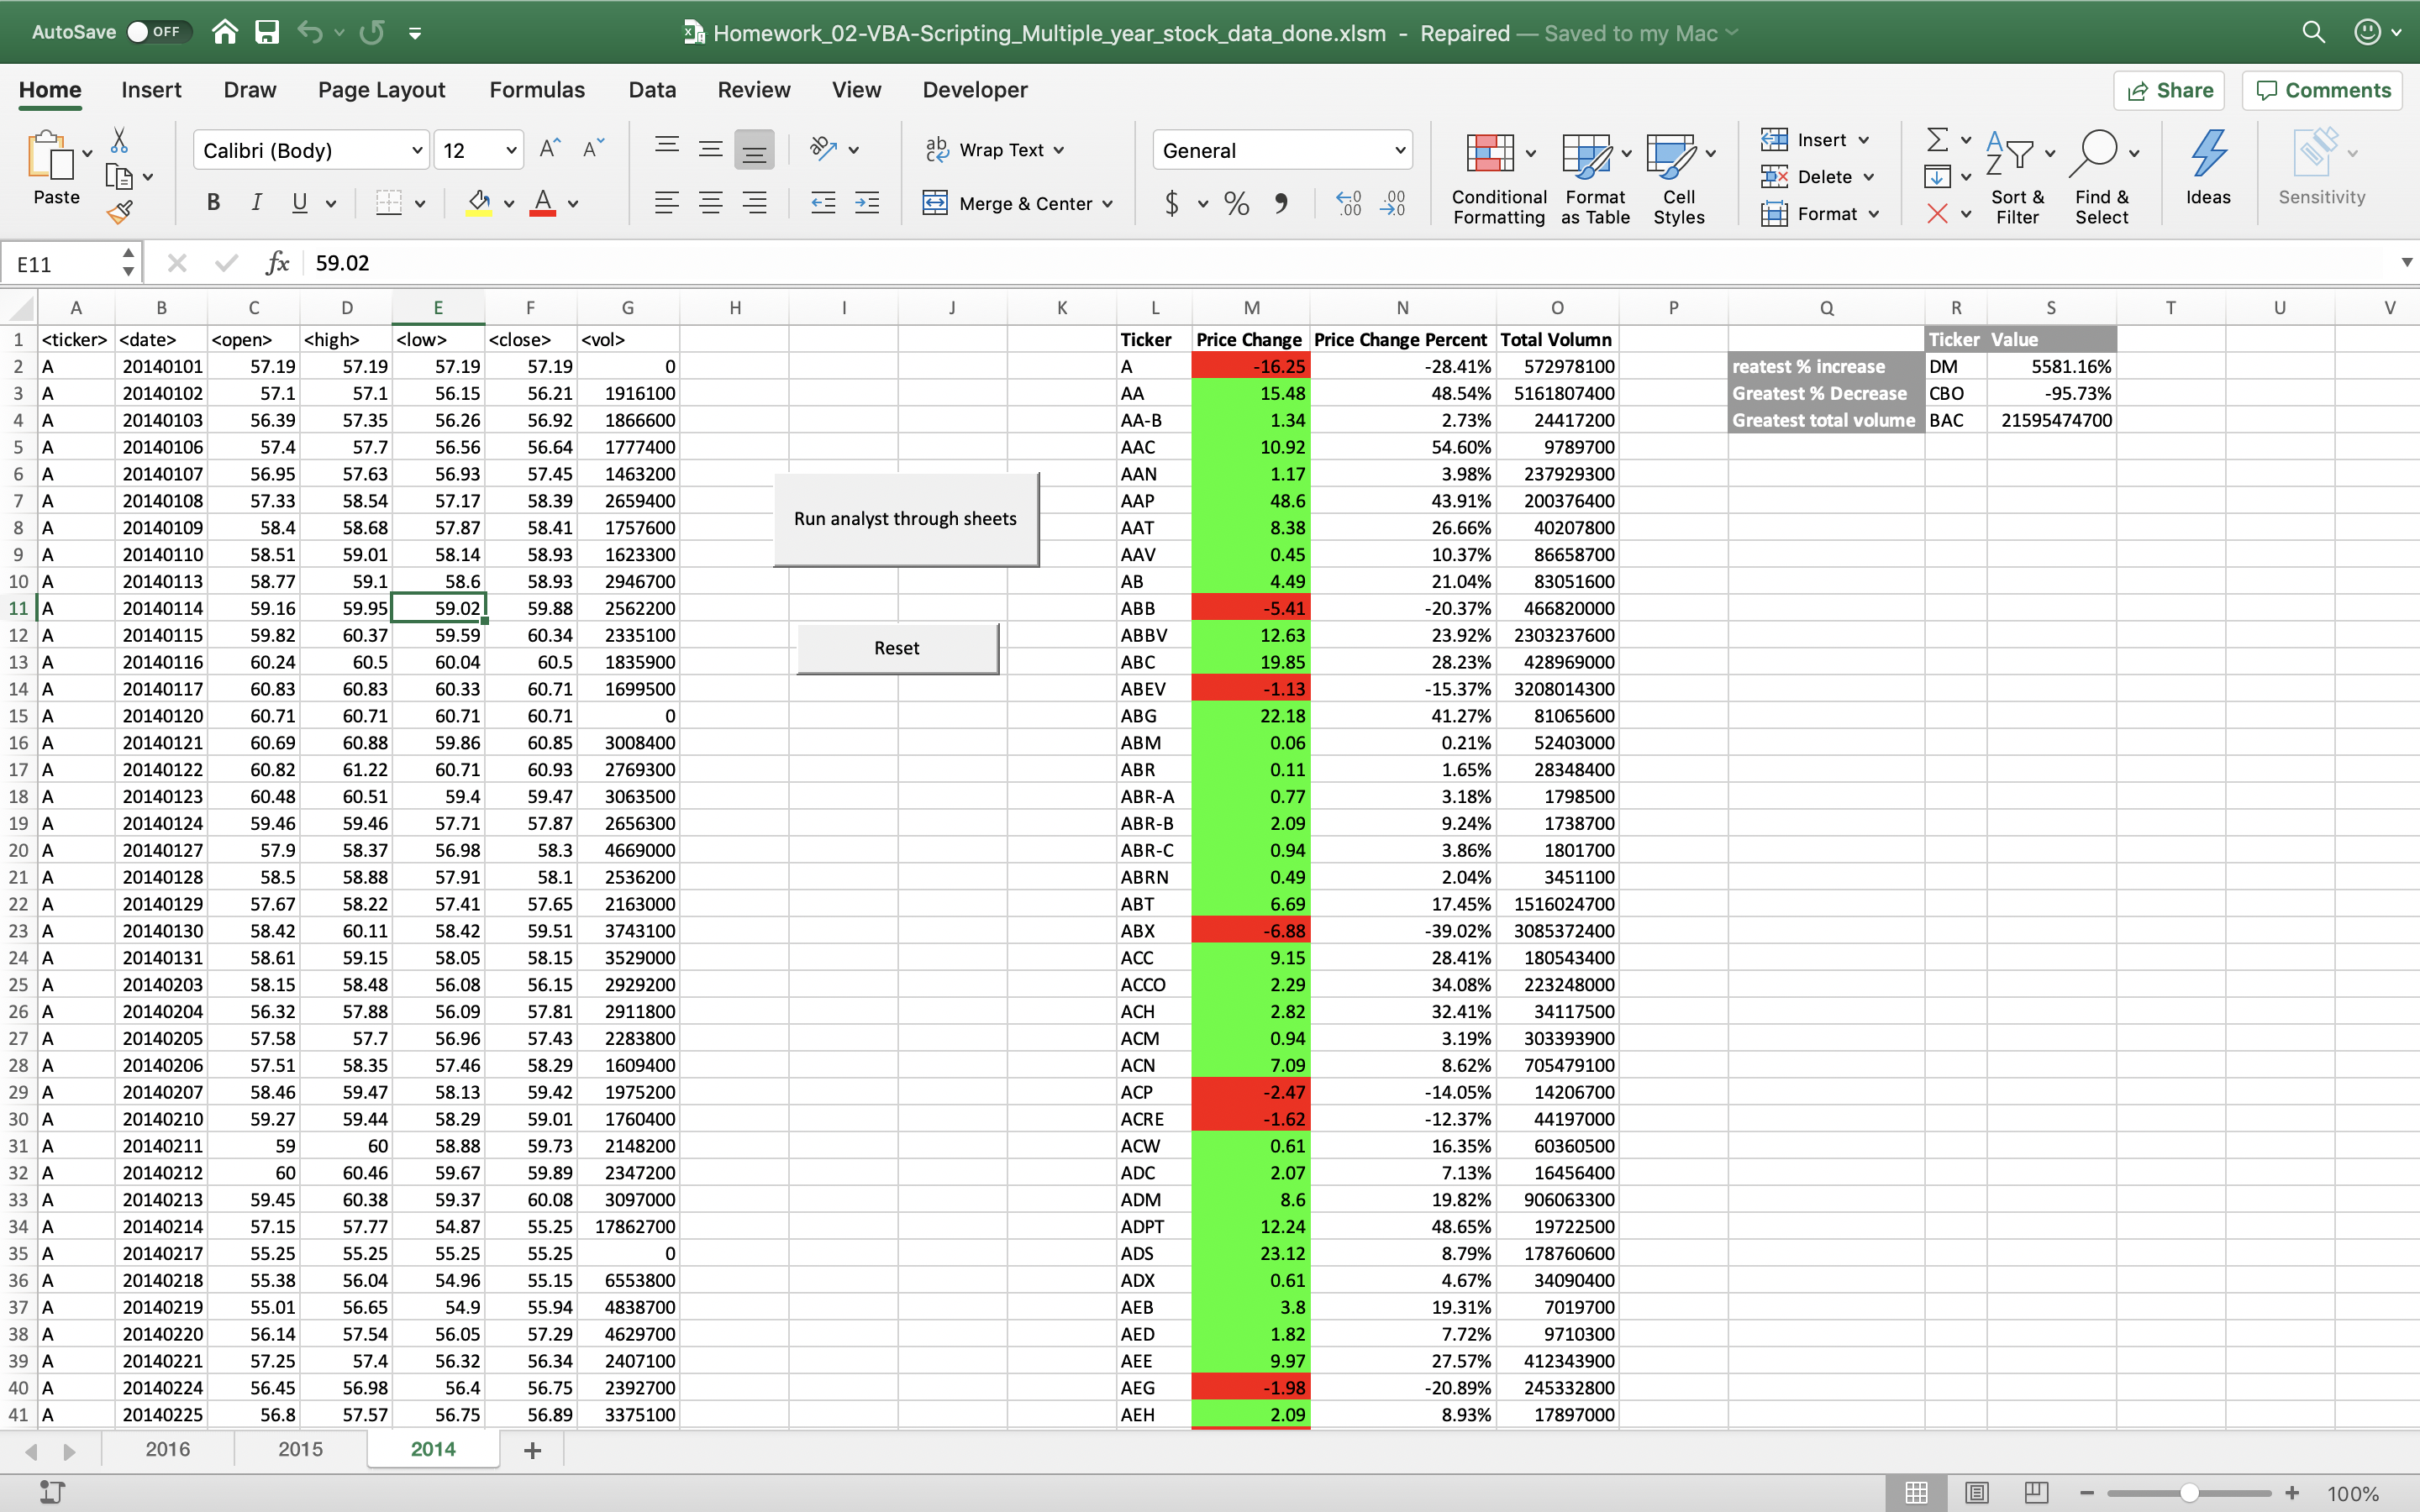 AutoSave OFF Homework_02-VBA-Scripting_Multiple_year_stock_data_done.xlsm - Repaired — Saved to my Mac
Home Insert Draw Page Layout Formulas Data Review View Developer Share Comments
Paste
Calibri (Body) 12
B I U A
ab Wrap Text
Merge & Center
General
$ % 9 .00 .00 .0
Conditional Formatting
Format as Table
Cell Styles
Insert
Delete
Format
Sort & Filter
Find & Select
Ideas
Sensitivity
E11 fx 59.02
A B C D E F G H I J K L M N O P Q R S T U V
1 <ticker> <date> <open> <high> <low> <close> <vol> Ticker Price Change Price Change Percent Total Volumn Ticker Value
2 A 20140101 57.19 57.19 57.19 57.19 0 A -16.25 -28.41% 572978100 reatest % increase DM 5581.16%
3 A 20140102 57.1 57.1 56.15 56.21 1916100 AA 15.48 48.54% 5161807400 Greatest % Decrease CBO -95.73%
4 A 20140103 56.39 57.35 56.26 56.92 1866600 AA-B 1.34 2.73% 24417200 Greatest total volume BAC 21595474700
5 A 20140106 57.4 57.7 56.56 56.64 1777400 AAC 10.92 54.60% 9789700
6 A 20140107 56.95 57.63 56.93 57.45 1463200 AAN 1.17 3.98% 237929300
7 A 20140108 57.33 58.54 57.17 58.39 2659400 AAP 48.6 43.91% 200376400
Run analyst through sheets
8 A 20140109 58.4 58.68 57.87 58.41 1757600 AAT 8.38 26.66% 40207800
9 A 20140110 58.51 59.01 58.14 58.93 1623300 AAV 0.45 10.37% 86658700
10 A 20140113 58.77 59.1 58.6 58.93 2946700 AB 4.49 21.04% 83051600
11 A 20140114 59.16 59.95 59.02 59.88 2562200 ABB -5.41 -20.37% 466820000
12 A 20140115 59.82 60.37 59.59 60.34 2335100 ABBV 12.63 23.92% 2303237600
Reset
13 A 20140116 60.24 60.5 60.04 60.5 1835900 ABC 19.85 28.23% 428969000
14 A 20140117 60.83 60.83 60.33 60.71 1699500 ABEV -1.13 -15.37% 3208014300
15 A 20140120 60.71 60.71 60.71 60.71 0 ABG 22.18 41.27% 81065600
16 A 20140121 60.69 60.88 59.86 60.85 3008400 ABM 0.06 0.21% 52403000
17 A 20140122 60.82 61.22 60.71 60.93 2769300 ABR 0.11 1.65% 28348400
18 A 20140123 60.48 60.51 59.4 59.47 3063500 ABR-A 0.77 3.18% 1798500
19 A 20140124 59.46 59.46 57.71 57.87 2656300 ABR-B 2.09 9.24% 1738700
20 A 20140127 57.9 58.37 56.98 58.3 4669000 ABR-C 0.94 3.86% 1801700
21 A 20140128 58.5 58.88 57.91 58.1 2536200 ABRN 0.49 2.04% 3451100
22 A 20140129 57.67 58.22 57.41 57.65 2163000 ABT 6.69 17.45% 1516024700
23 A 20140130 58.42 60.11 58.42 59.51 3743100 ABX -6.88 -39.02% 3085372400
24 A 20140131 58.61 59.15 58.05 58.15 3529000 ACC 9.15 28.41% 180543400
25 A 20140203 58.15 58.48 56.08 56.15 2929200 ACCO 2.29 34.08% 223248000
26 A 20140204 56.32 57.88 56.09 57.81 2911800 ACH 2.82 32.41% 34117500
27 A 20140205 57.58 57.7 56.96 57.43 2283800 ACM 0.94 3.19% 303393900
28 A 20140206 57.51 58.35 57.46 58.29 1609400 ACN 7.09 8.62% 705479100
29 A 20140207 58.46 59.47 58.13 59.42 1975200 ACP -2.47 -14.05% 14206700
30 A 20140210 59.27 59.44 58.29 59.01 1760400 ACRE -1.62 -12.37% 44197000
31 A 20140211 59 60 58.88 59.73 2148200 ACW 0.61 16.35% 60360500
32 A 20140212 60 60.46 59.67 59.89 2347200 ADC 2.07 7.13% 16456400
33 A 20140213 59.45 60.38 59.37 60.08 3097000 ADM 8.6 19.82% 906063300
34 A 20140214 57.15 57.77 54.87 55.25 17862700 ADPT 12.24 48.65% 19722500
35 A 20140217 55.25 55.25 55.25 55.25 0 ADS 23.12 8.79% 178760600
36 A 20140218 55.38 56.04 54.96 55.15 6553800 ADX 0.61 4.67% 34090400
37 A 20140219 55.01 56.65 54.9 55.94 4838700 AEB 3.8 19.31% 7019700
38 A 20140220 56.14 57.54 56.05 57.29 4629700 AED 1.82 7.72% 9710300
39 A 20140221 57.25 57.4 56.32 56.34 2407100 AEE 9.97 27.57% 412343900
40 A 20140224 56.45 56.98 56.4 56.75 2392700 AEG -1.98 -20.89% 245332800
41 A 20140225 56.8 57.57 56.75 56.89 3375100 AEH 2.09 8.93% 17897000
2016 2015 2014 +
100%